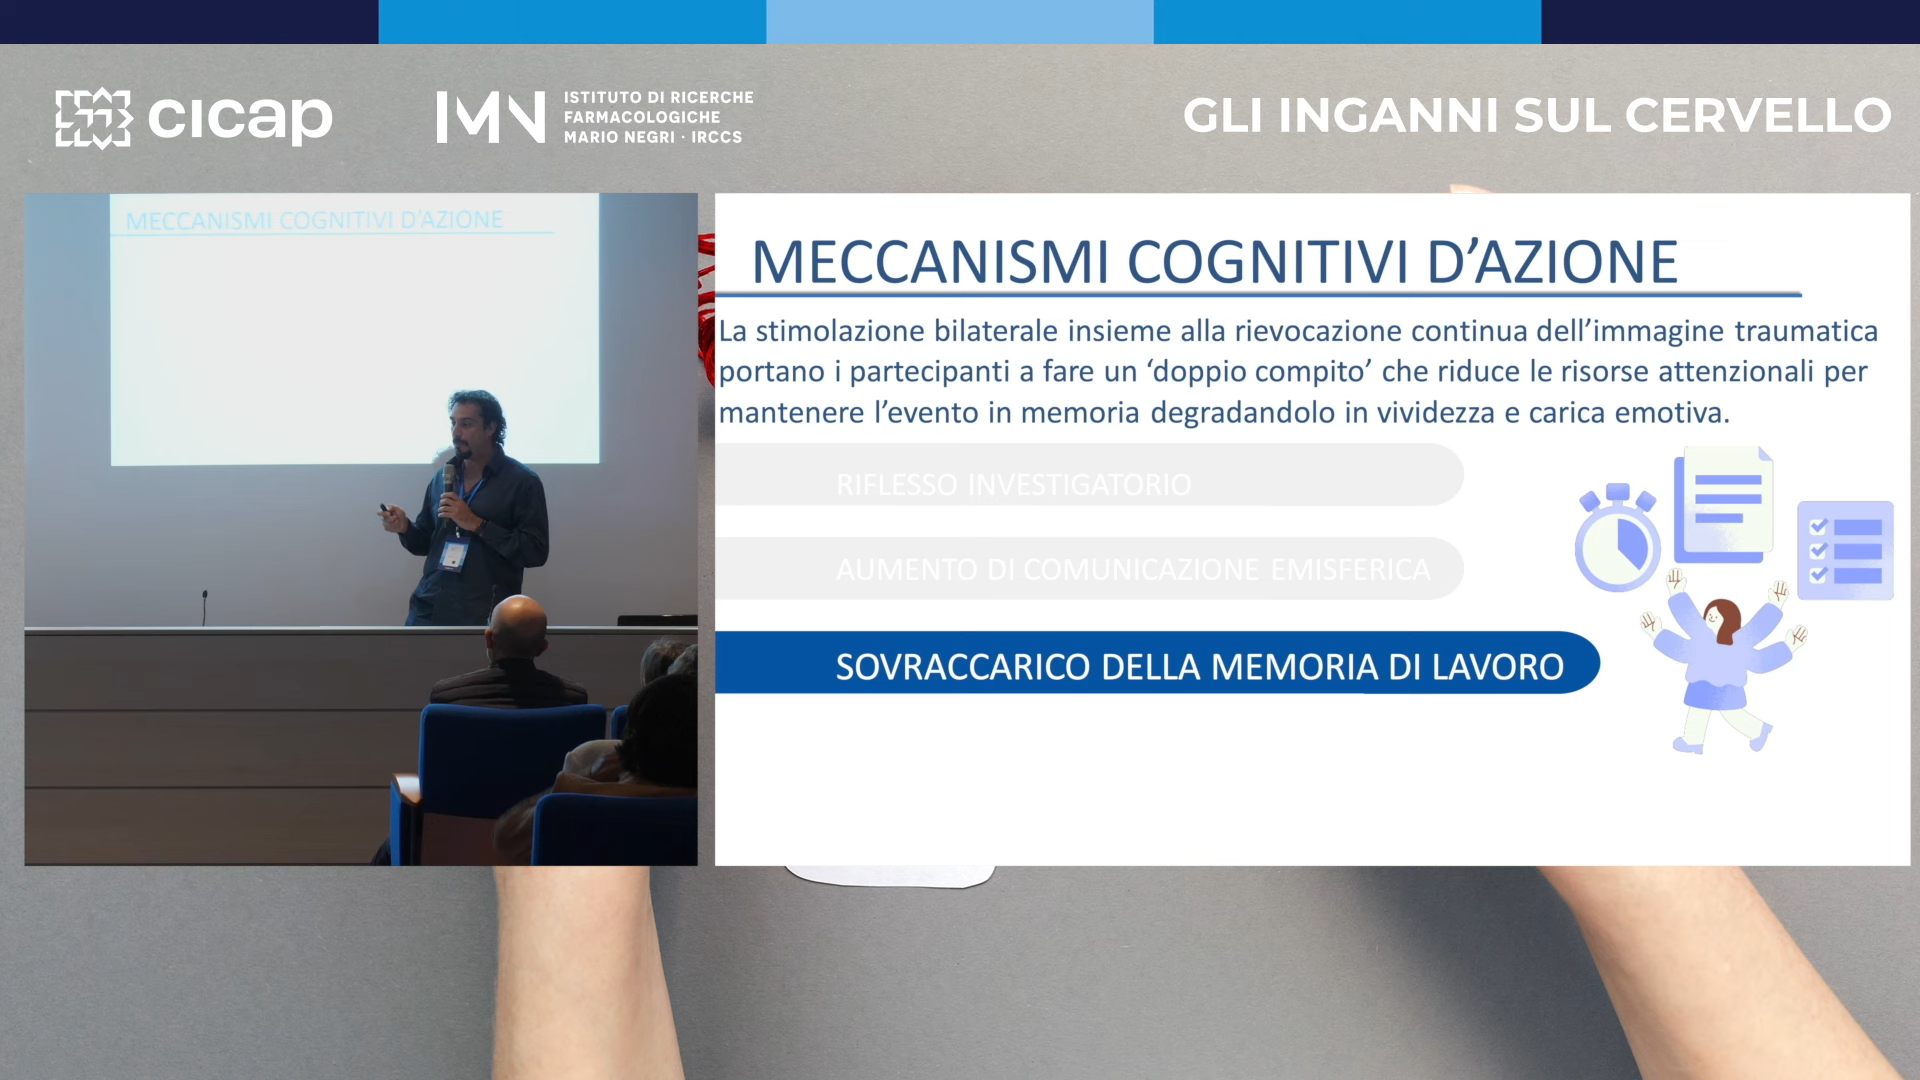 cicap
IMN
ISTITUTO DI RICERCHE
FARMACOLOGICHE
MARIO NEGRI · IRCCS
GLI INGANNI SUL CERVELLO
MECCANISMI COGNITIVI D'AZIONE
MECCANISMI COGNITIVI D’AZIONE
La stimolazione bilaterale insieme alla rievocazione continua dell’immagine traumatica
portano i partecipanti a fare un ‘doppio compito’ che riduce le risorse attenzionali per
mantenere l’evento in memoria degradandolo in vividezza e carica emotiva.
RIFLESSO INVESTIGATORIO
AUMENTO DI COMUNICAZIONE EMISFERICA
SOVRACCARICO DELLA MEMORIA DI LAVORO